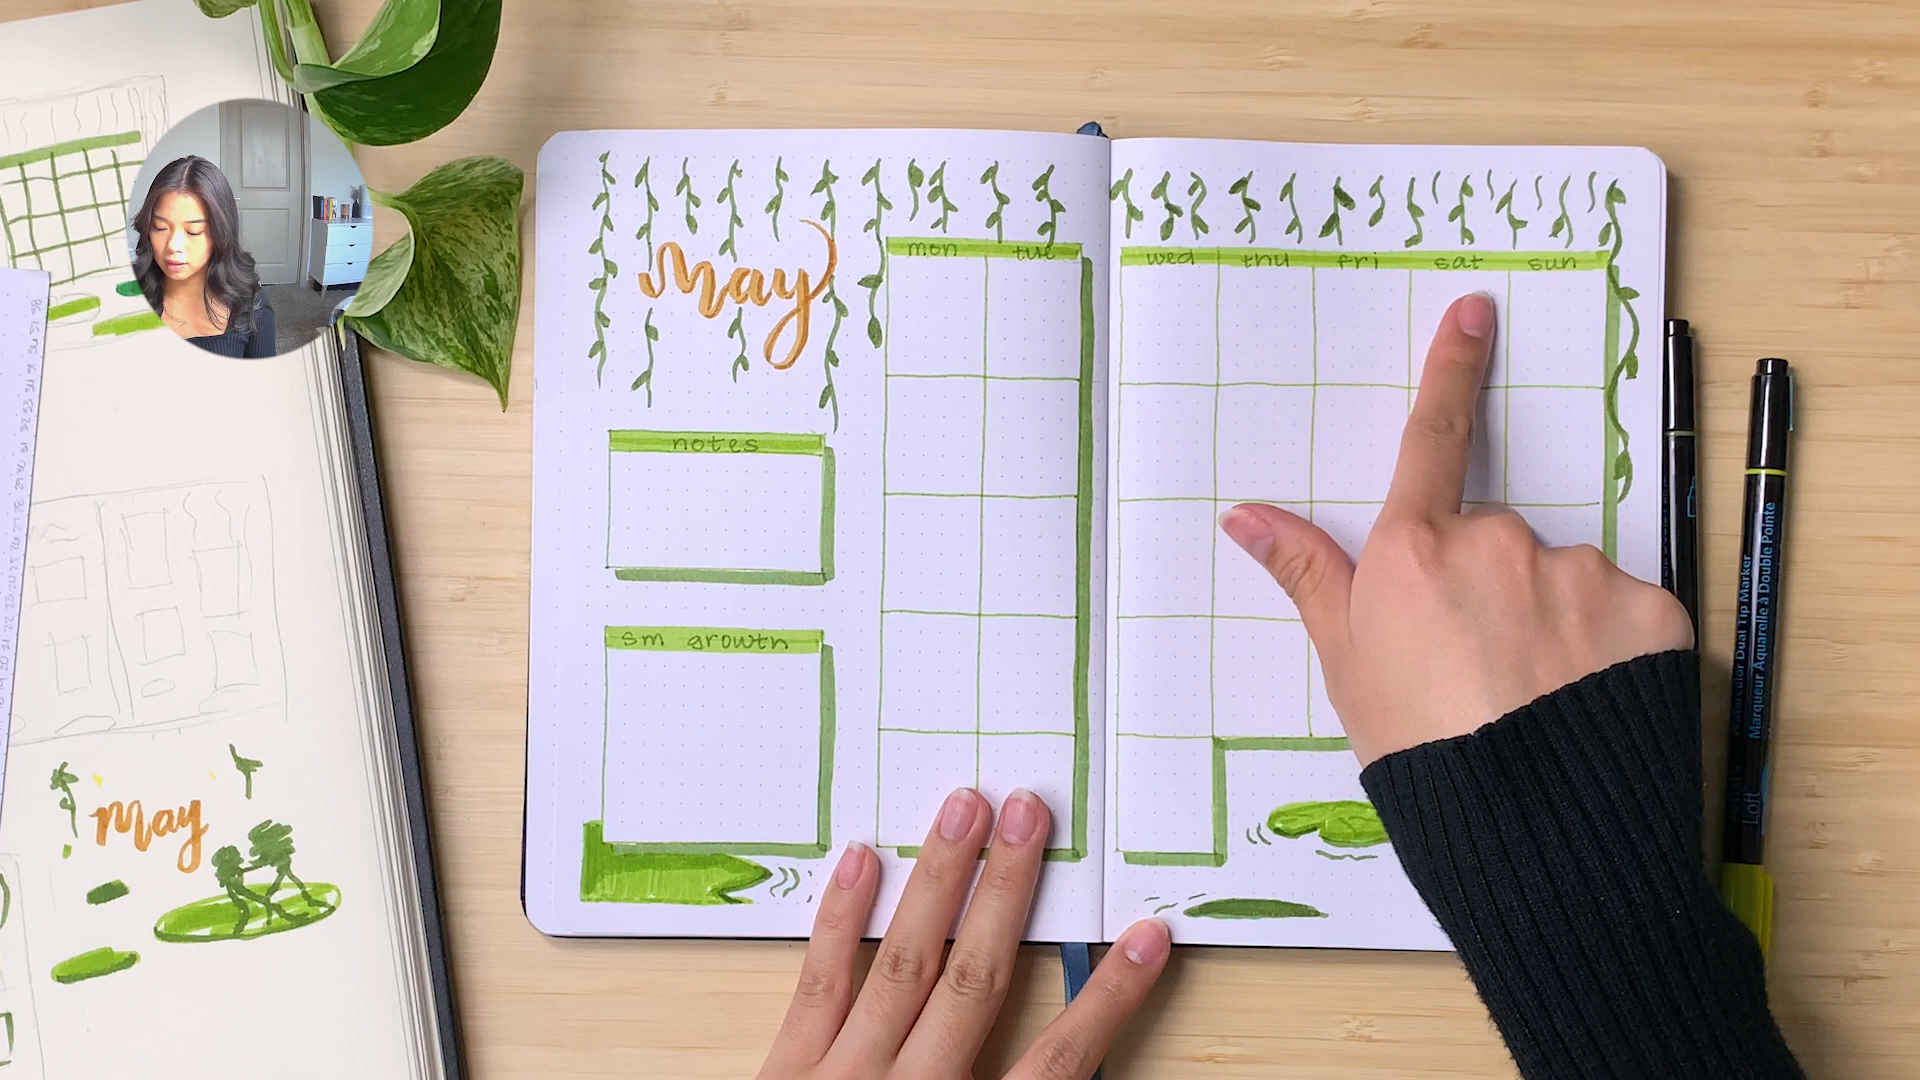 May
mon tue wed thu fri sat sun
notes
sm growth
May
Watercolor Dual Tip Marker
Marqueur Aquarelle à Double Pointe
Loft